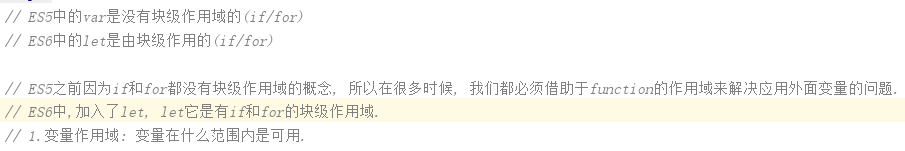 // ES5中的var是没有块级作用域的(if/for)
// ES6中的let是由块级作用的(if/for)
// ES5之前因为if和for都没有块级作用域的概念, 所以在很多时候, 我们都必须借助于function的作用域来解决应用外面变量的问题.
// ES6中,加入了let, let它是有if和for的块级作用域.
// 1.变量作用域: 变量在什么范围内是可用.